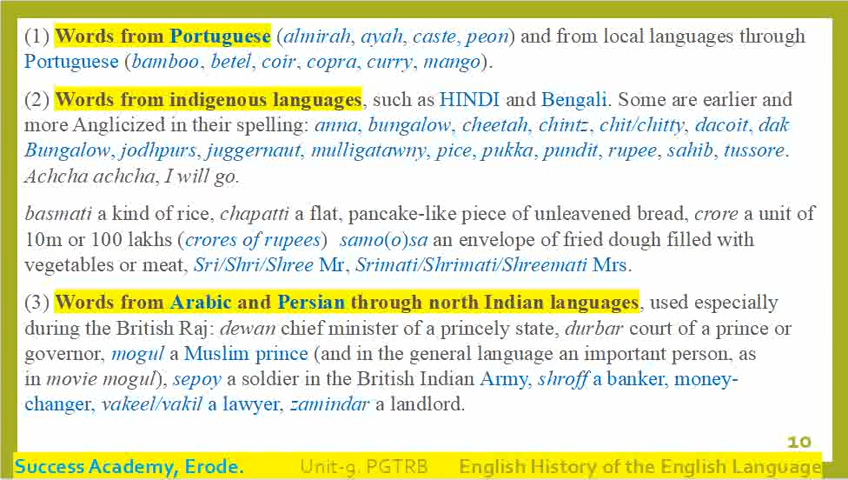 (1) Words from Portuguese (almirah, ayah, caste, peon) and from local languages through
Portuguese (bamboo, betel, coir, copra, curry, mango).
(2) Words from indigenous languages, such as HINDI and Bengali. Some are earlier and
more Anglicized in their spelling: anna, bungalow, cheetah, chintz, chit/chitty, dacoit, dak
Bungalow, jodhpurs, juggernaut, mulligatawny, pice, pukka, pundit, rupee, sahib, tussore.
Achcha achcha, I will go.
basmati a kind of rice, chapatti a flat, pancake-like piece of unleavened bread, crore a unit of
10m or 100 lakhs (crores of rupees) samo(o)sa an envelope of fried dough filled with
vegetables or meat, Sri/Shri/Shree Mr, Srimati/Shrimati/Shreemati Mrs.
(3) Words from Arabic and Persian through north Indian languages, used especially
during the British Raj: dewan chief minister of a princely state, durbar court of a prince or
governor, mogul a Muslim prince (and in the general language an important person, as
in movie mogul), sepoy a soldier in the British Indian Army, shroff a banker, money-
changer, vakeel/vakil a lawyer, zamindar a landlord.
10
Success Academy, Erode. Unit-9. PGTRB English History of the English Language